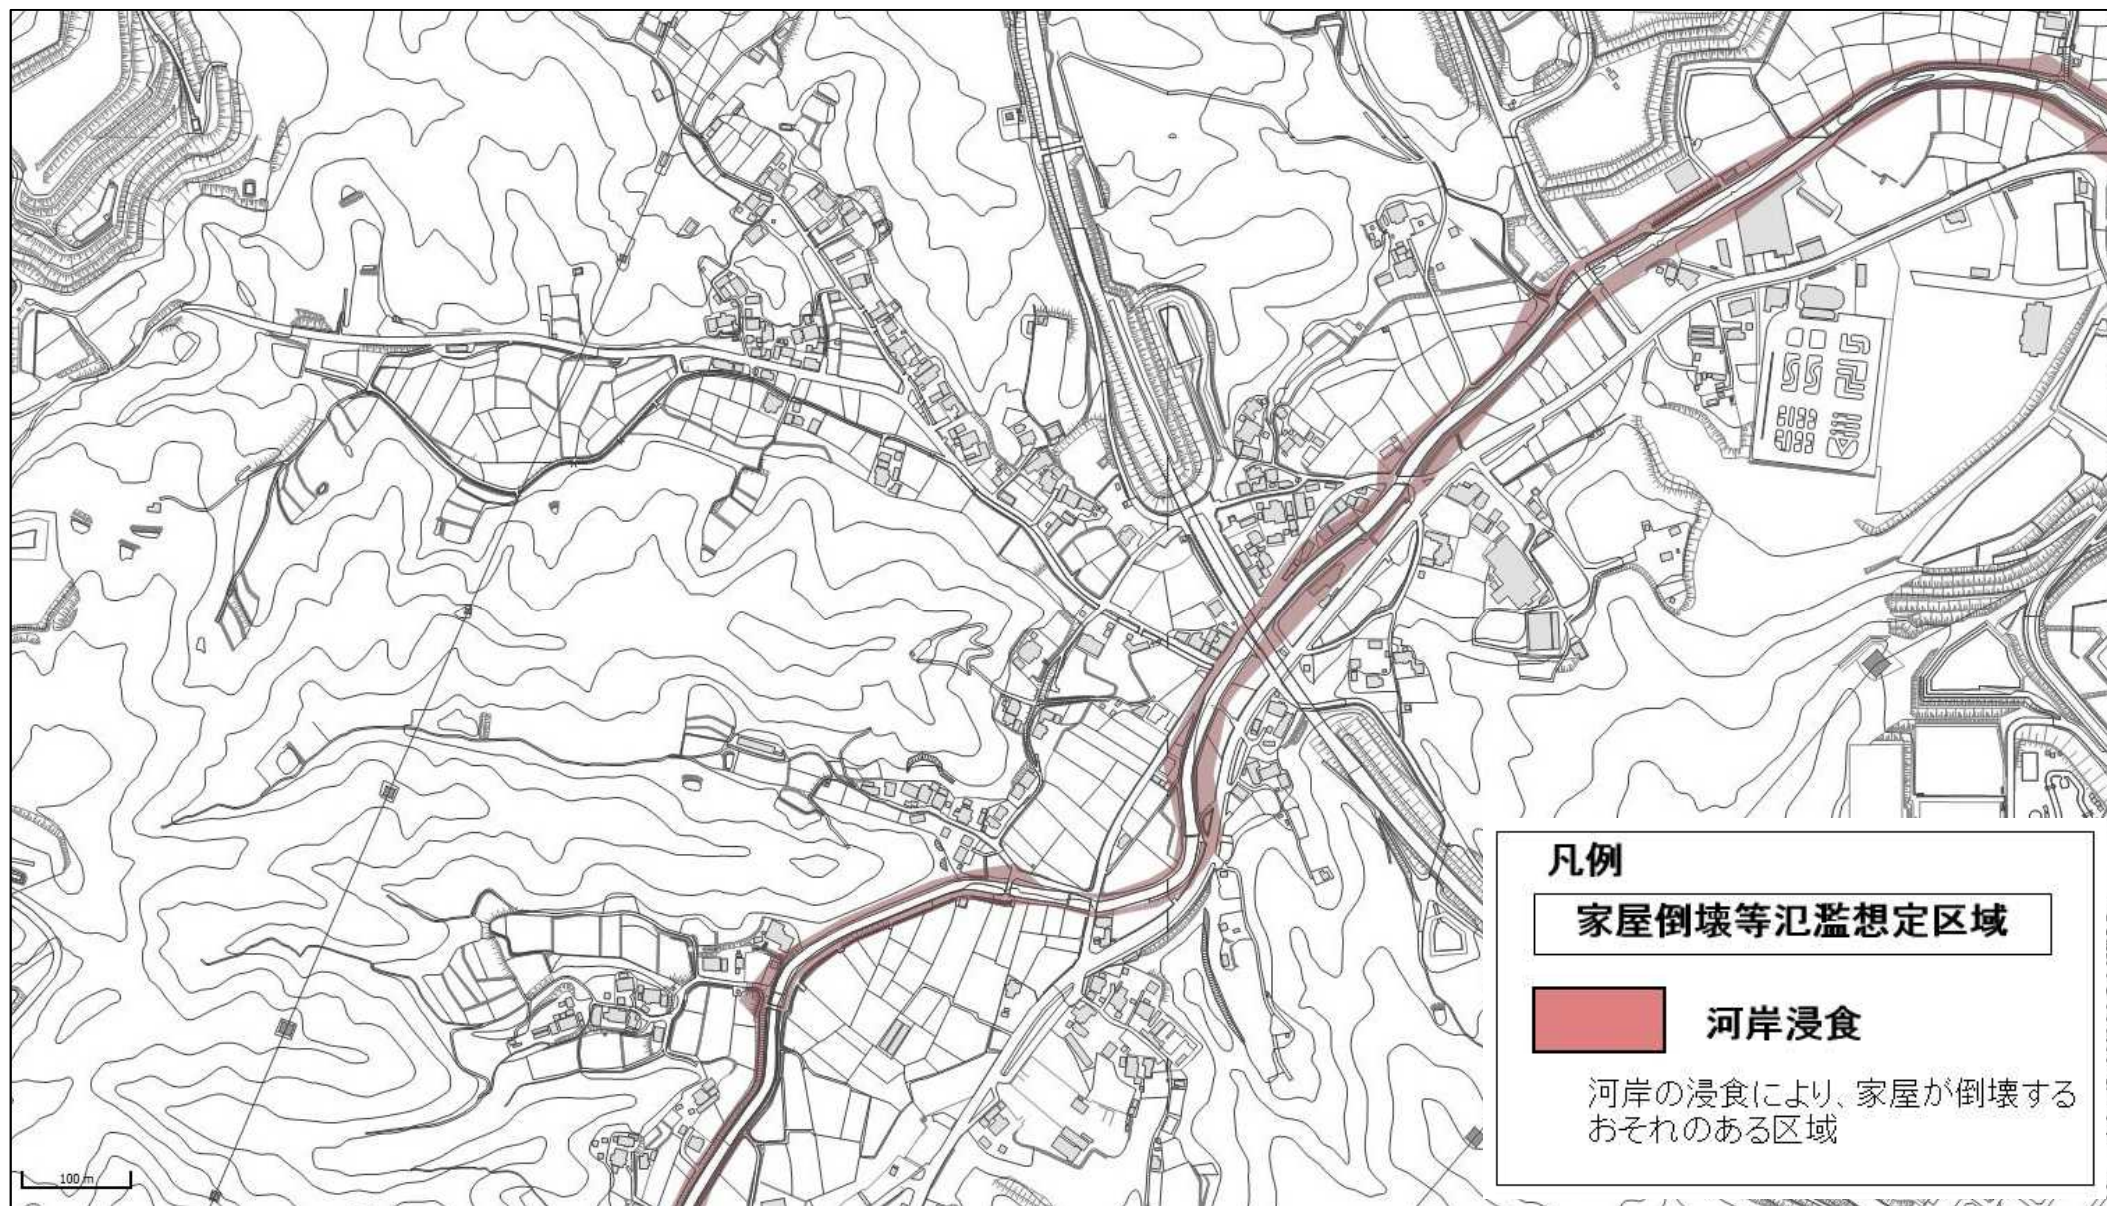 凡例
家屋倒壊等氾濫想定区域
河岸浸食
河岸の浸食により、家屋が倒壊する
おそれのある区域
100 m